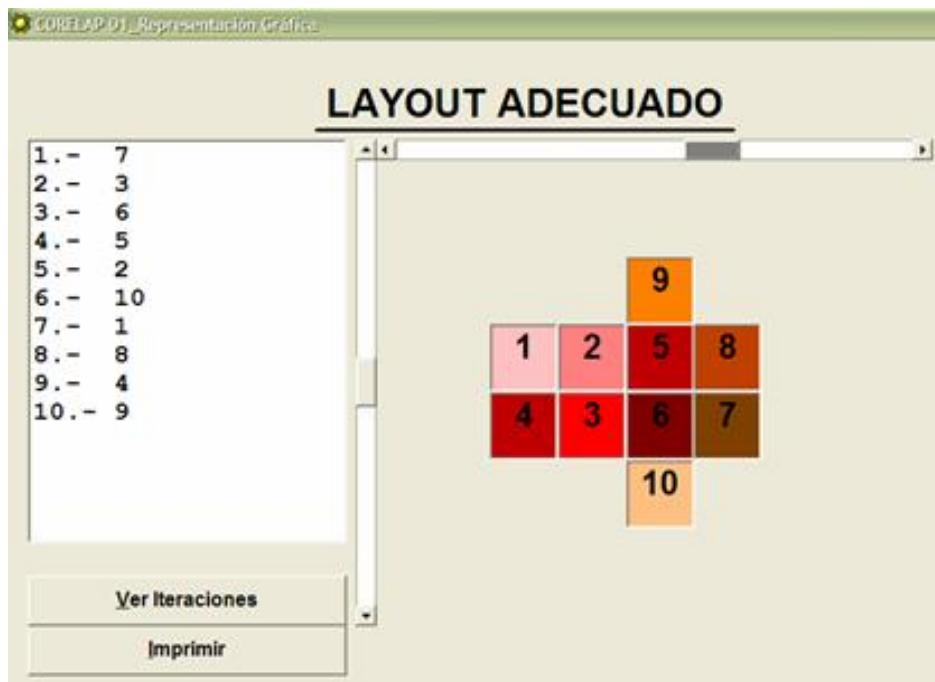 CORELAP 01_Representación Gráfica
LAYOUT ADECUADO
1.- 7
2.- 3
3.- 6
4.- 5
5.- 2
6.- 10
7.- 1
8.- 8
9.- 4
10.- 9
9
1 2 5 8
4 3 6 7
10
Ver Iteraciones
Imprimir